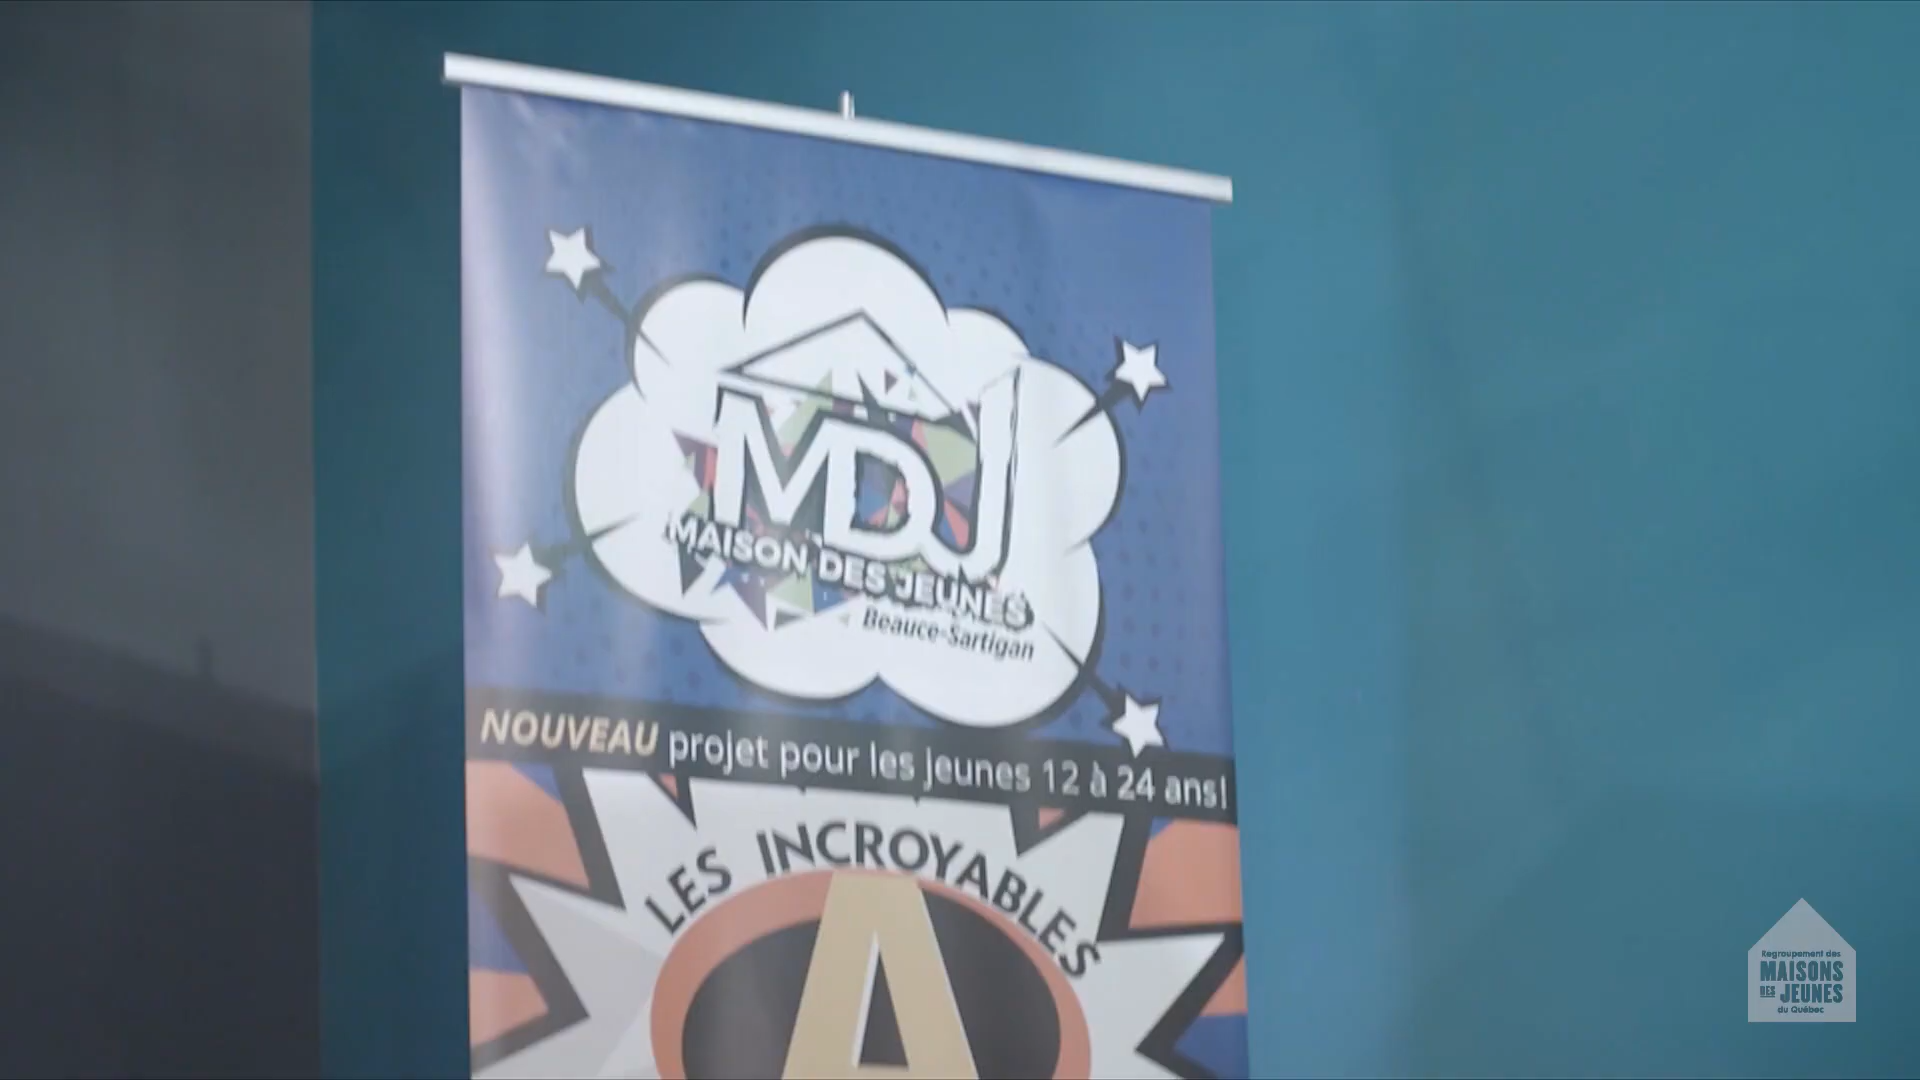 MDJ
MAISON DES JEUNES
Beauce-Sartigan
NOUVEAU projet pour les jeunes 12 à 24 ans!
LES INCROYABLES
A
Regroupement des
MAISONS
DES JEUNES
du Québec